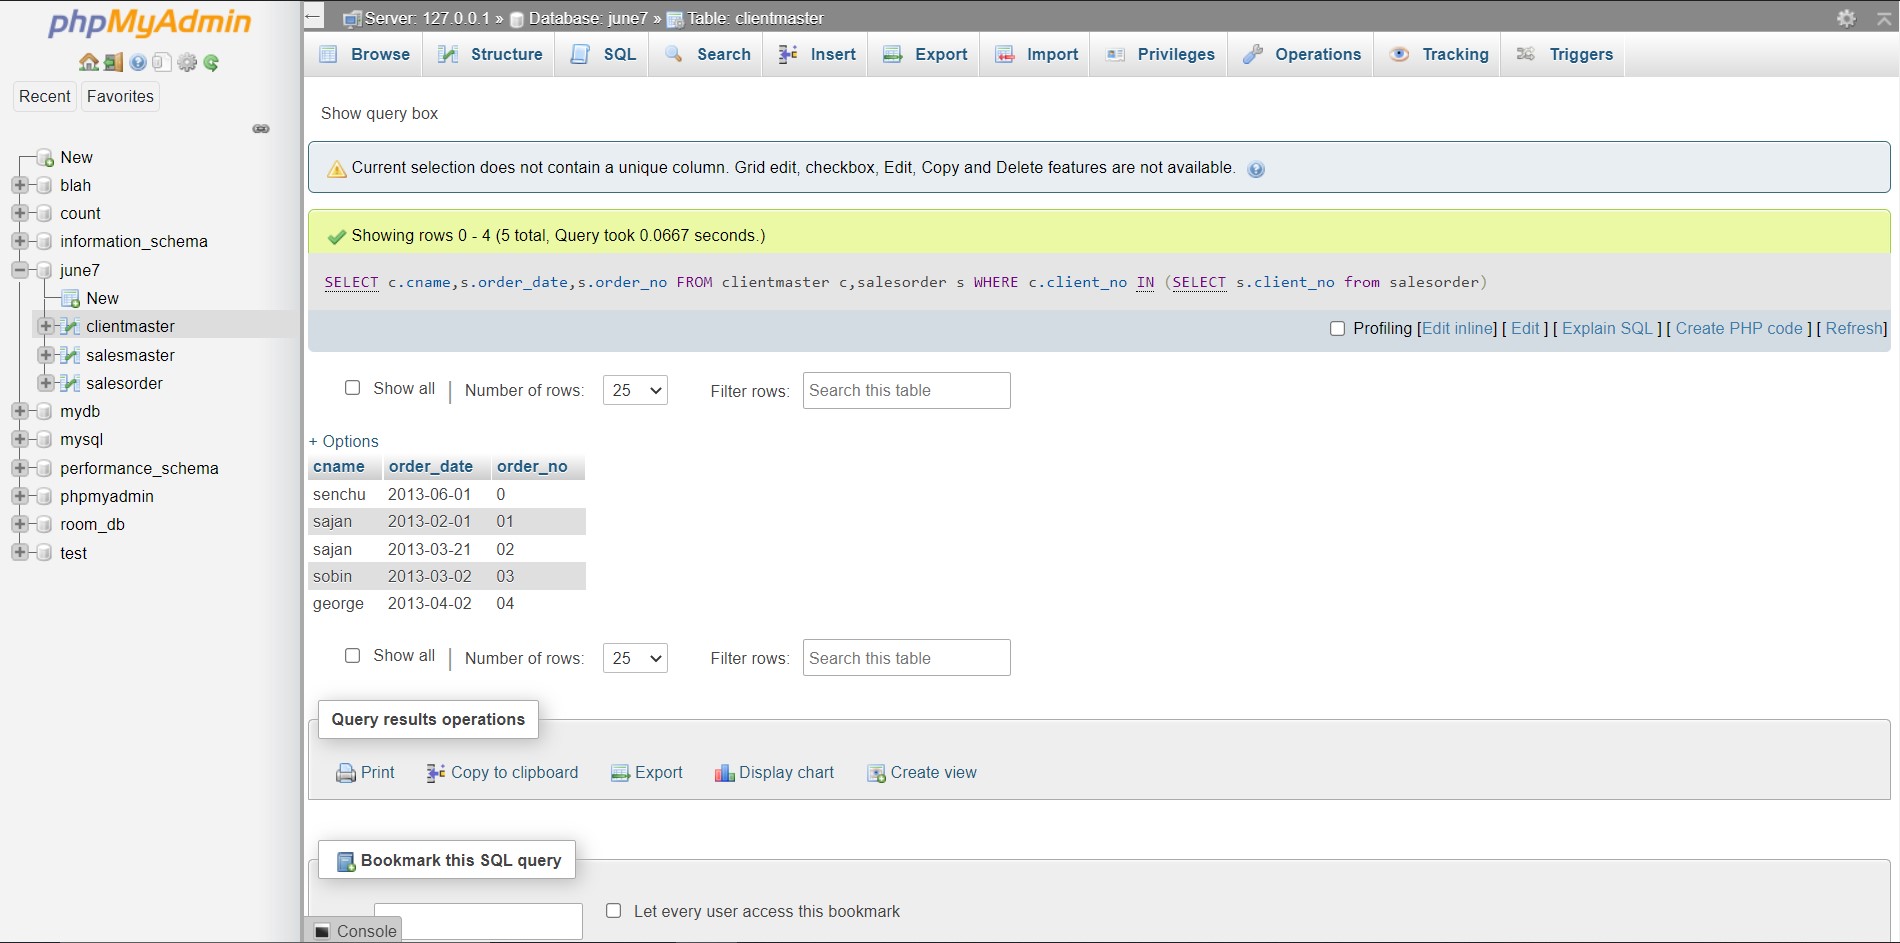 phpMyAdmin
Recent Favorites
New
blah
count
information_schema
june7
New
clientmaster
salesmaster
salesorder
mydb
mysql
performance_schema
phpmyadmin
room_db
test
Server: 127.0.0.1 » Database: june7 » Table: clientmaster
Browse Structure SQL Search Insert Export Import Privileges Operations Tracking Triggers
Show query box
Current selection does not contain a unique column. Grid edit, checkbox, Edit, Copy and Delete features are not available.
Showing rows 0 - 4 (5 total, Query took 0.0667 seconds.)
SELECT c.cname,s.order_date,s.order_no FROM clientmaster c,salesorder s WHERE c.client_no IN (SELECT s.client_no from salesorder)
Profiling [Edit inline] [ Edit ] [ Explain SQL ] [ Create PHP code ] [ Refresh]
Show all | Number of rows: 25 Filter rows: Search this table
+ Options
cname order_date order_no
senchu 2013-06-01 0
sajan 2013-02-01 01
sajan 2013-03-21 02
sobin 2013-03-02 03
george 2013-04-02 04
Show all | Number of rows: 25 Filter rows: Search this table
Query results operations
Print Copy to clipboard Export Display chart Create view
Bookmark this SQL query
Let every user access this bookmark
Console